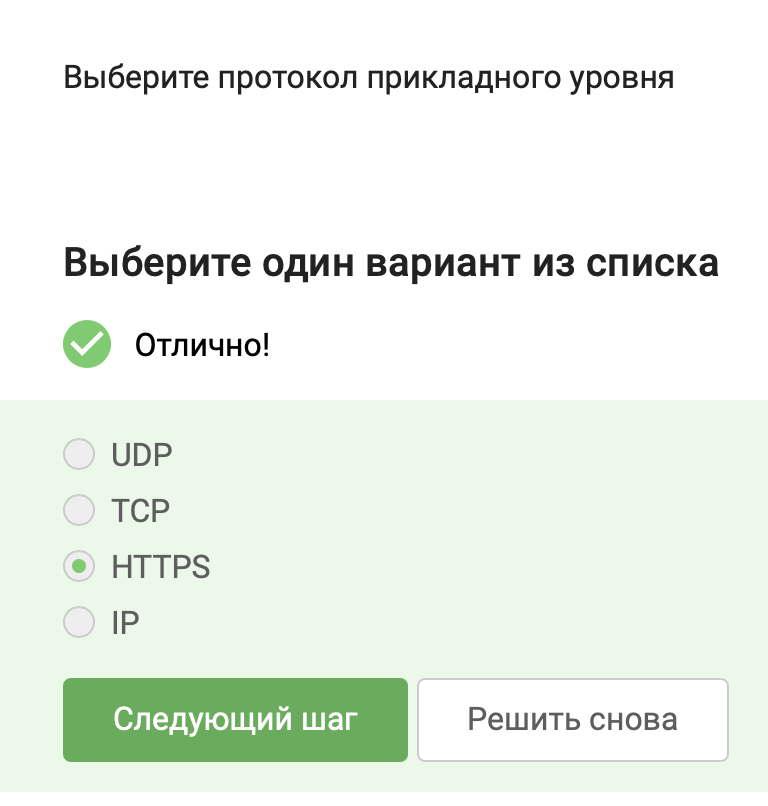 Выберите протокол прикладного уровня
Выберите один вариант из списка
Отлично!
UDP
TCP
HTTPS
IP
Следующий шаг
Решить снова